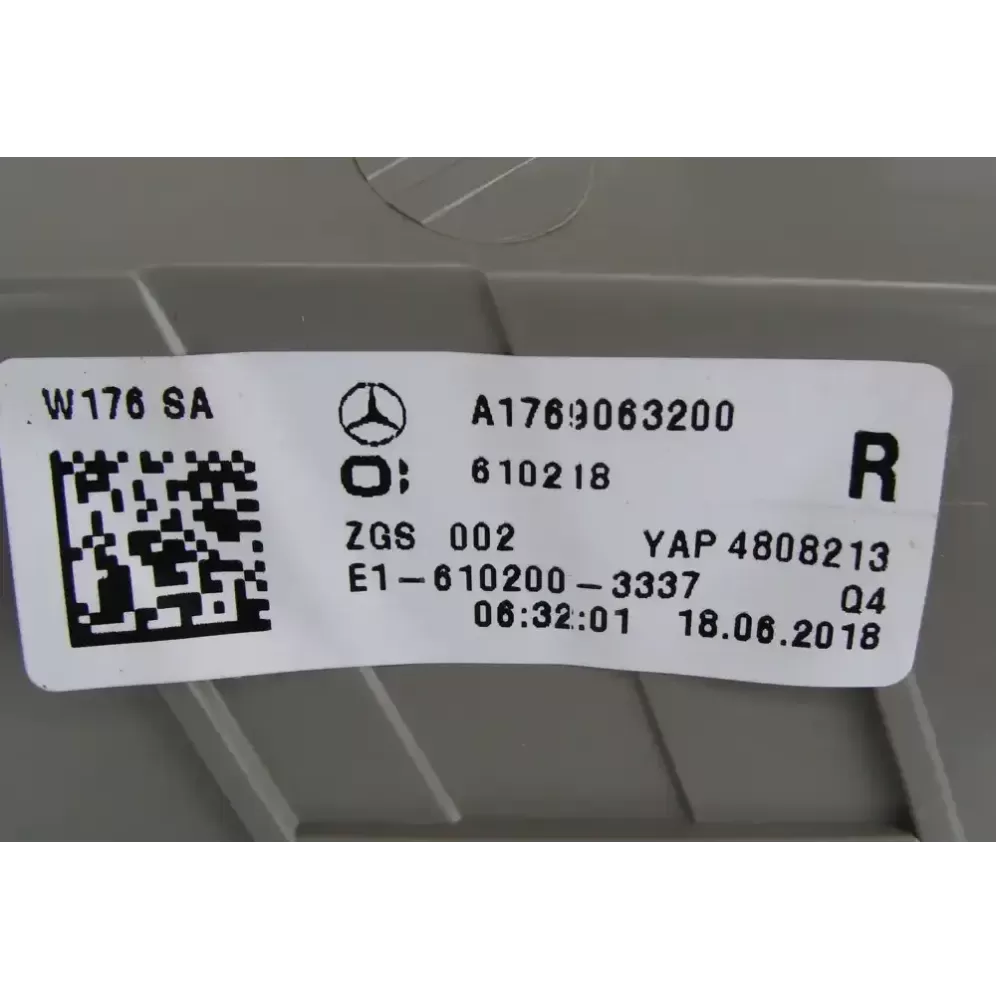 W176 SA
A1769063200
610218
R
ZGS 002
YAP 4808213
E1-610200-3337
Q4
06:32:01 18.06.2018